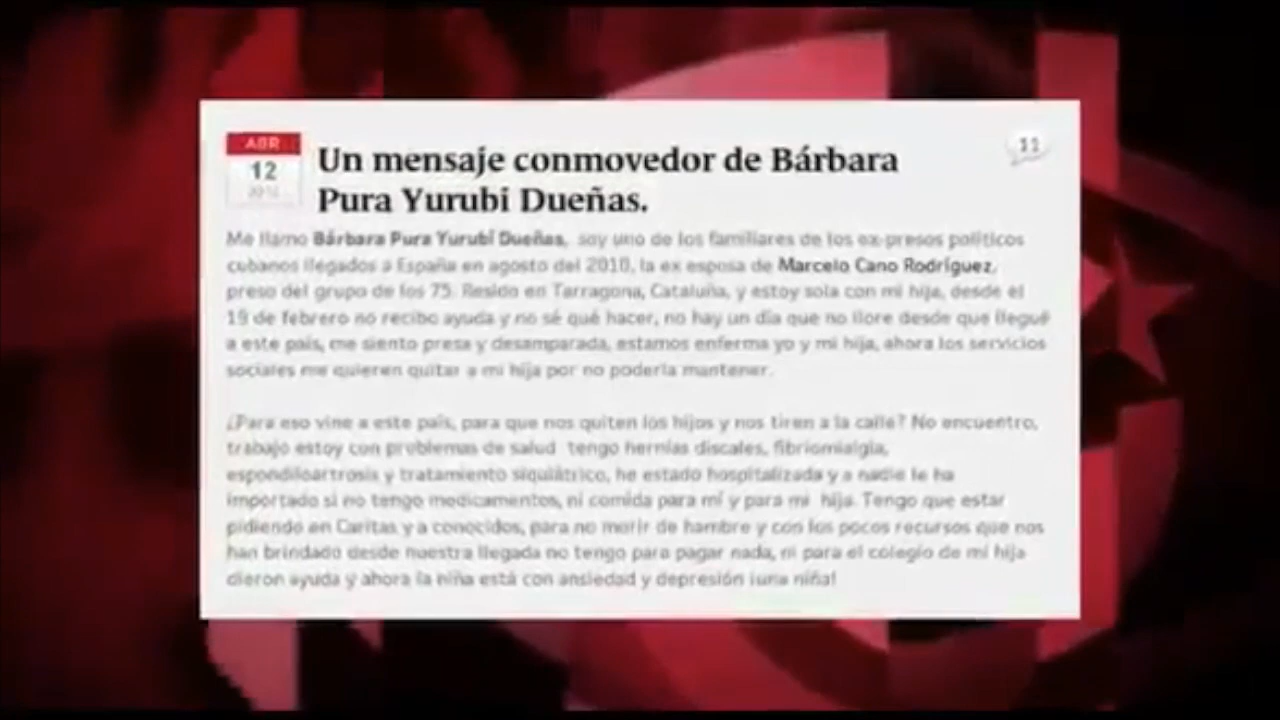 ABR
12
11
Un mensaje conmovedor de Bárbara
Pura Yurubi Dueñas.
Me llamo Bárbara Pura Yurubí Dueñas, soy uno de los familiares de los ex-presos políticos
cubanos llegados a España en agosto del 2010, la ex esposa de Marcelo Cano Rodríguez,
preso del grupo de los 75. Resido en Tarragona, Cataluña, y estoy sola con mi hija, desde el
19 de febrero no recibo ayuda y no sé qué hacer, no hay un día que no llore desde que llegué
a este país, me siento presa y desamparada, estamos enferma yo y mi hija, ahora los servicios
sociales me quieren quitar a mi hija por no poderla mantener.
¿Para eso vine a este país, para que nos quiten los hijos y nos tiren a la calle? No encuentro,
trabajo estoy con problemas de salud tengo hernias discales, fibriomialgia,
espondiloartrosis y tratamiento siquiátrico, he estado hospitalizada y a nadie le ha
importado si no tengo medicamentos, ni comida para mí y para mi hija. Tengo que estar
pidiendo en Caritas y a conocidos, para no morir de hambre y con los pocos recursos que nos
han brindado desde nuestra llegada no tengo para pagar nada, ni para el colegio de mi hija
dieron ayuda y ahora la niña está con ansiedad y depresión ¡una niña!